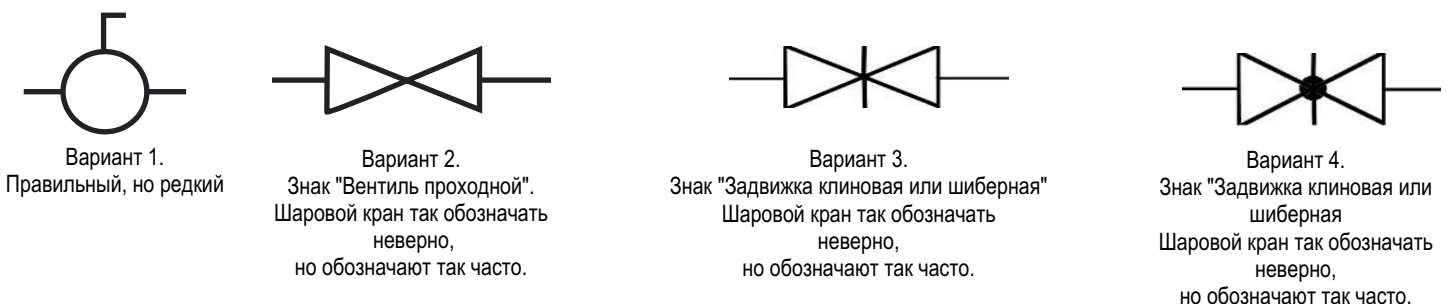 Вариант 1.
Правильный, но редкий
Вариант 2.
Знак "Вентиль проходной".
Шаровой кран так обозначать
неверно,
но обозначают так часто.
Вариант 3.
Знак "Задвижка клиновая или шиберная"
Шаровой кран так обозначать
неверно,
но обозначают так часто.
Вариант 4.
Знак "Задвижка клиновая или
шиберная
Шаровой кран так обозначать
неверно,
но обозначают так часто.